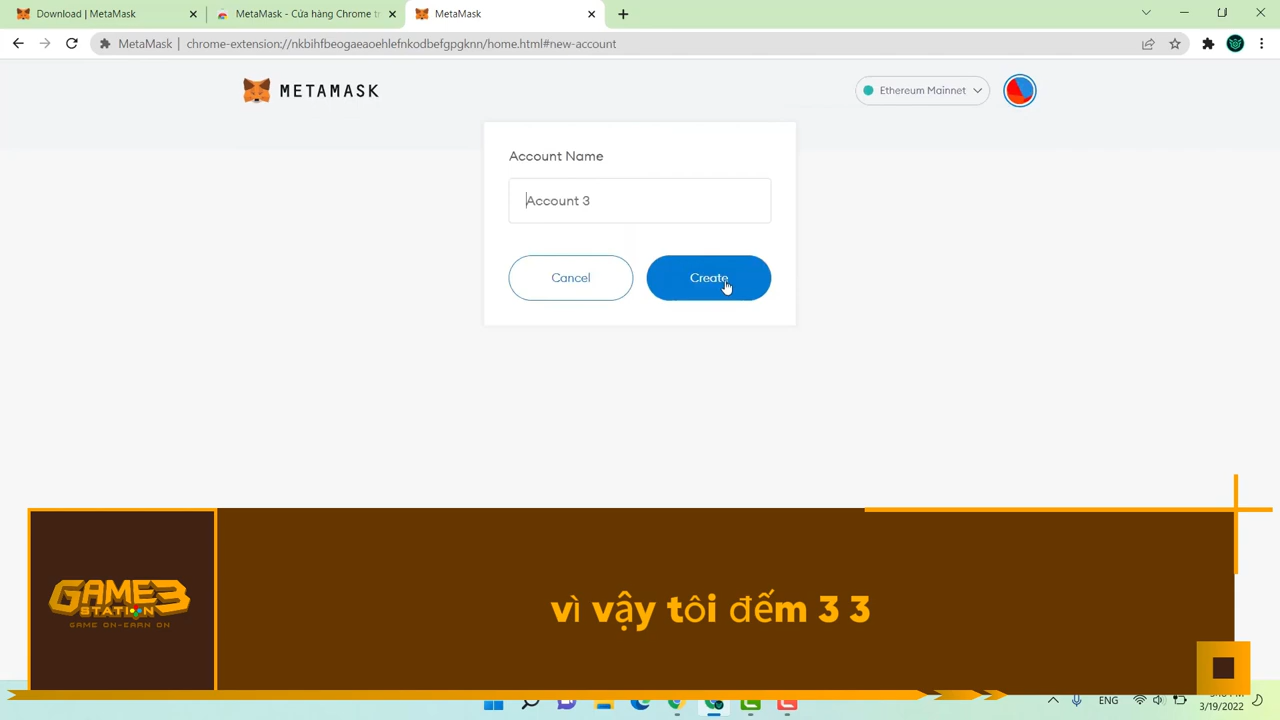 Download | MetaMask
MetaMask - Cửa hàng Chrome t
MetaMask
MetaMask | chrome-extension://nkbihfbeogaeaoehlefnkodbefgpgknn/home.html#new-account
METAMASK
Ethereum Mainnet
Account Name
Account 3
Cancel
Create
GAME3
STATION
GAME ON-EARN ON
vì vậy tôi đếm 3 3
ENG
3/19/2022